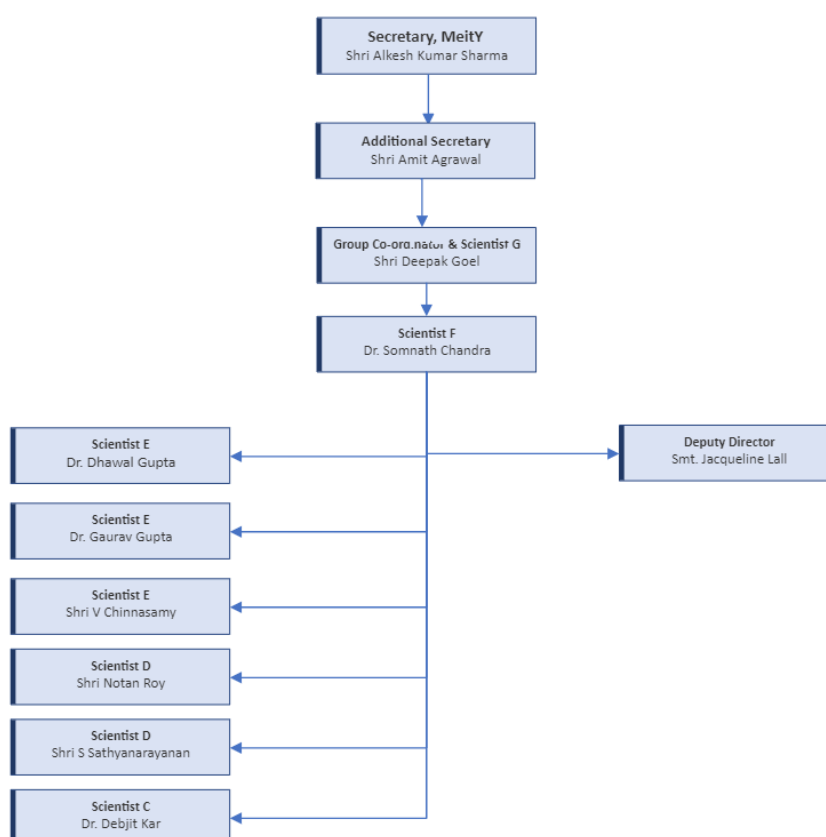 Secretary, MeitY
Shri Alkesh Kumar Sharma
Additional Secretary
Shri Amit Agrawal
Group & Scientist G
Shri Deepak Goel
Scientist F
Dr. Somnath Chandra
Scientist E
Dr. Dhawal Gupta
Deputy Director
Smt. Jacqueline Lall
Scientist E
Dr. Gaurav Gupta
Scientist E
Shri V Chinnasamy
Scientist D
Shri Notan Roy
Scientist D
Shri S Sathyanarayanan
Scientist C
Dr. Debjit Kar